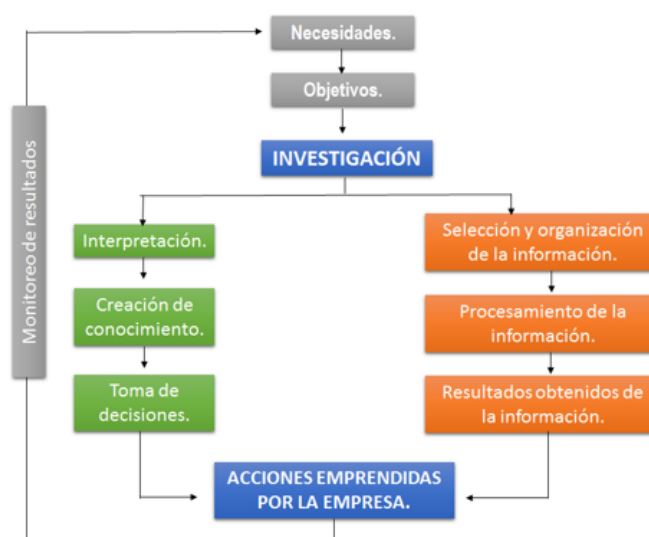 Necesidades.
Objetivos.
INVESTIGACIÓN
Monitoreo de resultados
Interpretación.
Creación de
conocimiento.
Toma de
decisiones.
Selección y organización
de la información.
Procesamiento de la
información.
Resultados obtenidos de
la información.
ACCIONES EMPRENDIDAS
POR LA EMPRESA.